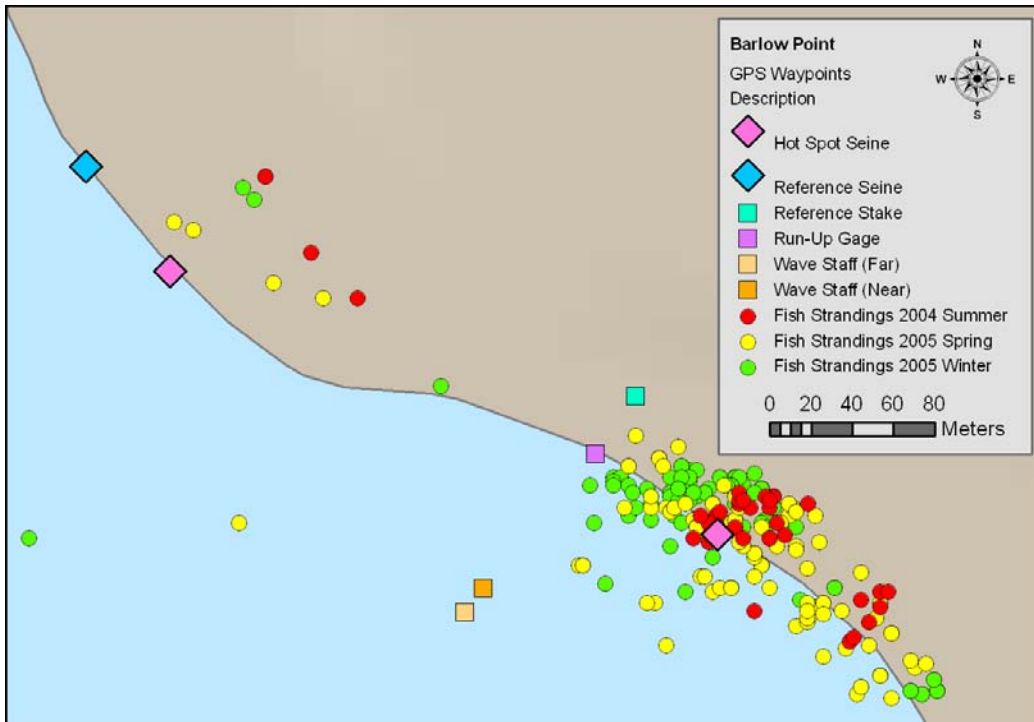 Barlow Point
GPS Waypoints
Description
N
W E
S
Hot Spot Seine
Reference Seine
Reference Stake
Run-Up Gage
Wave Staff (Far)
Wave Staff (Near)
Fish Strandings 2004 Summer
Fish Strandings 2005 Spring
Fish Strandings 2005 Winter
0 20 40 60 80
Meters